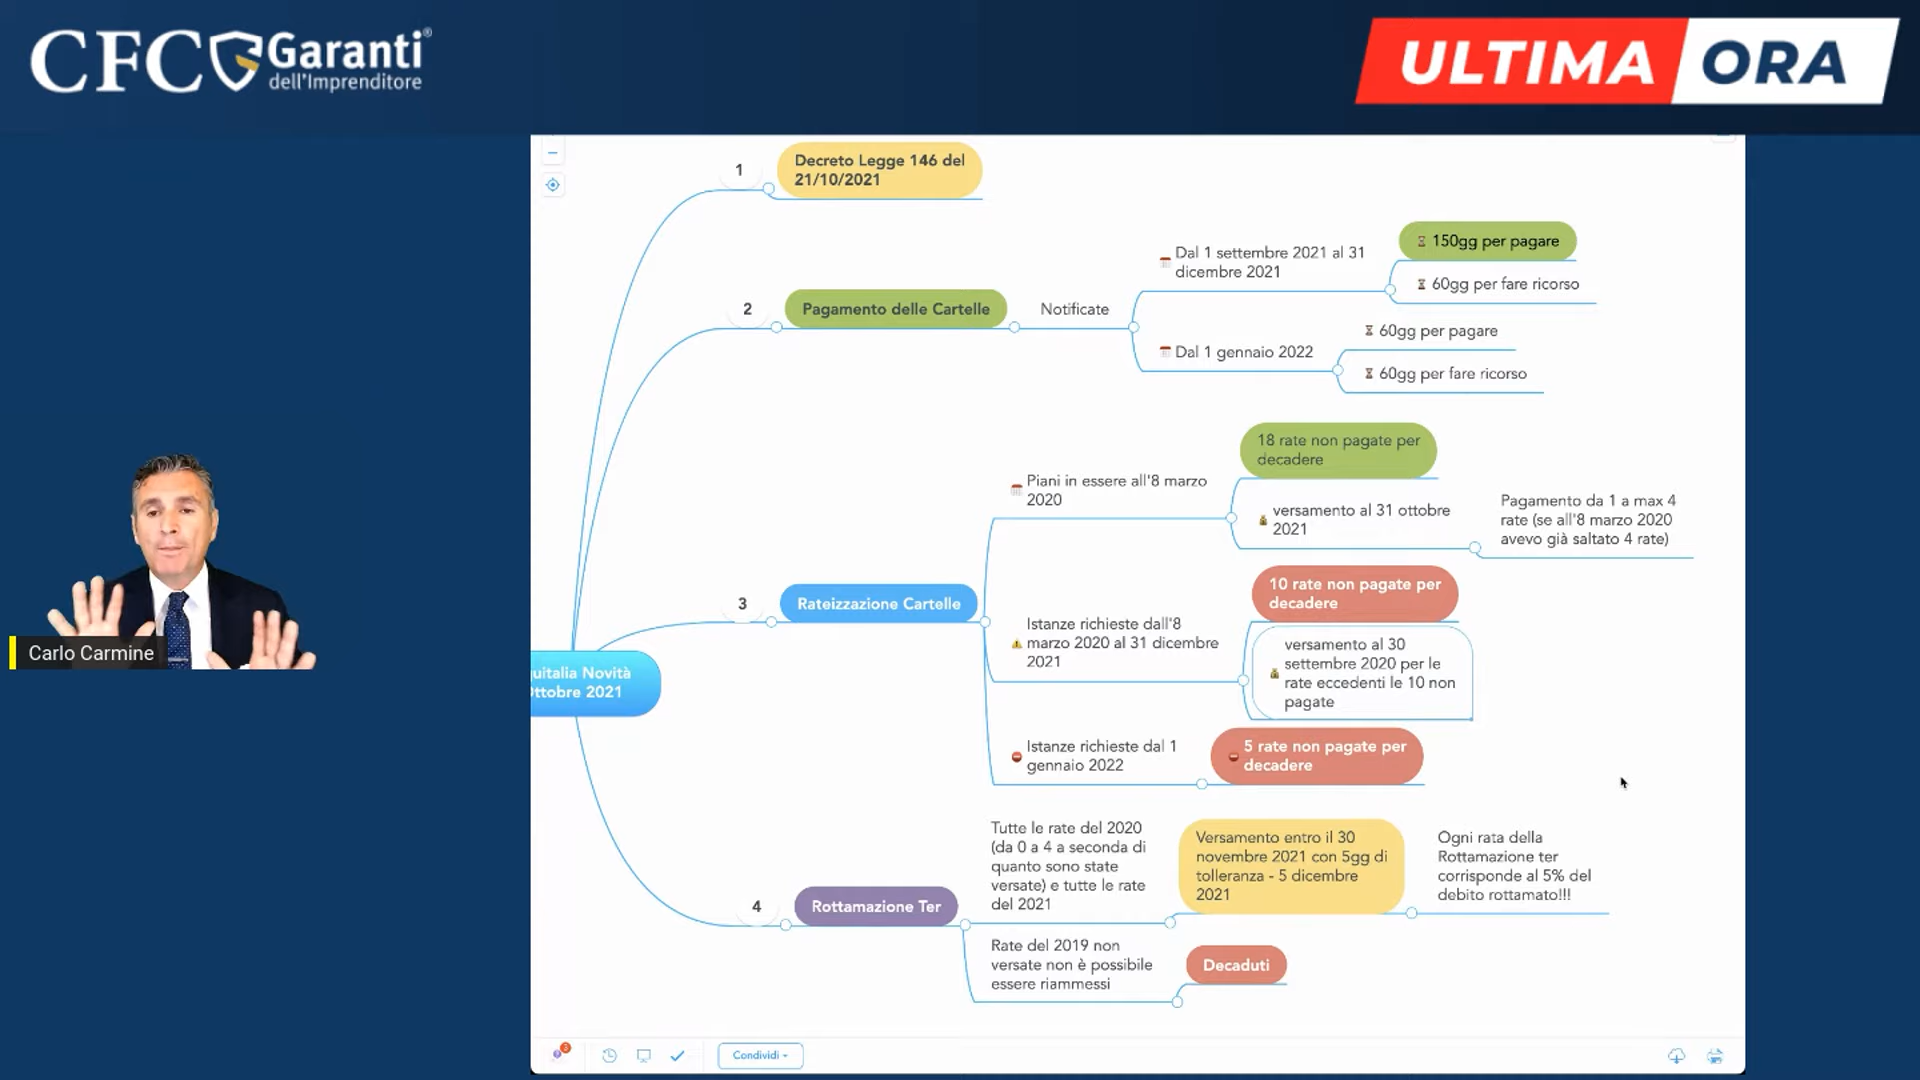 CFC Garanti®
dell'Imprenditore
ULTIMA ORA
1
Decreto Legge 146 del
21/10/2021
2
Pagamento delle Cartelle
Notificate
Dal 1 settembre 2021 al 31
dicembre 2021
150gg per pagare
60gg per fare ricorso
Dal 1 gennaio 2022
60gg per pagare
60gg per fare ricorso
3
Rateizzazione Cartelle
Piani in essere all'8 marzo
2020
18 rate non pagate per
decadere
versamento al 31 ottobre
2021
Pagamento da 1 a max 4
rate (se all'8 marzo 2020
avevo già saltato 4 rate)
Istanze richieste dall'8
marzo 2020 al 31 dicembre
2021
10 rate non pagate per
decadere
versamento al 30
settembre 2020 per le
rate eccedenti le 10 non
pagate
Istanze richieste dal 1
gennaio 2022
5 rate non pagate per
decadere
Carlo Carmine
uitalia Novità
ttobre 2021
4
Rottamazione Ter
Tutte le rate del 2020
(da 0 a 4 a seconda di
quanto sono state
versate) e tutte le rate
del 2021
Versamento entro il 30
novembre 2021 con 5gg di
tolleranza - 5 dicembre
2021
Ogni rata della
Rottamazione ter
corrisponde al 5% del
debito rottamato!!!
Rate del 2019 non
versate non è possibile
essere riammessi
Decaduti
3
Condividi